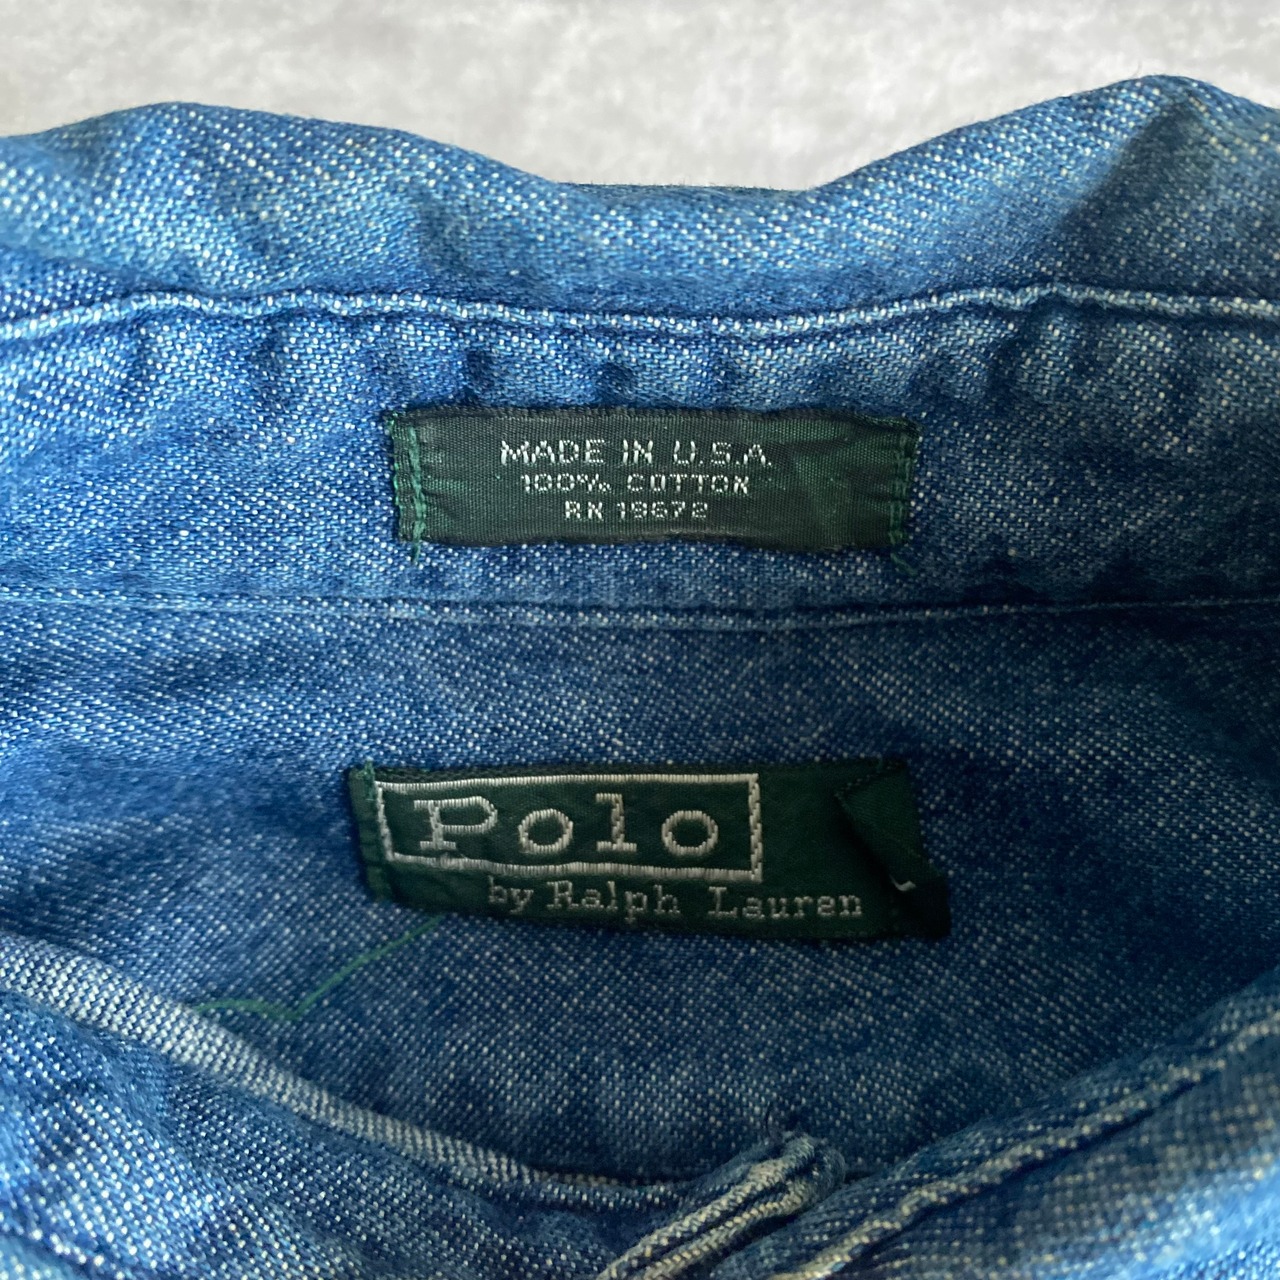 MADE IN U.S.A.
100% COTTON
RN 19672
Polo
by Ralph Lauren